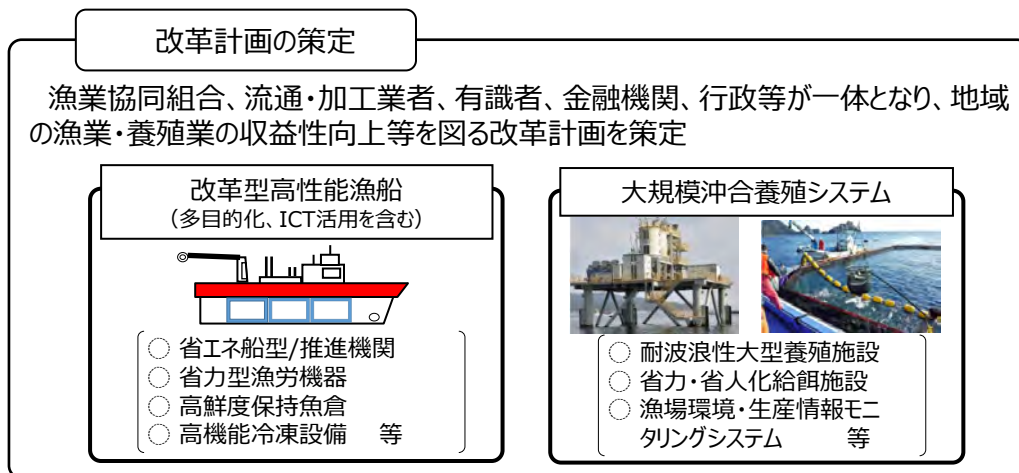 改革計画の策定
漁業協同組合、流通・加工業者、有識者、金融機関、行政等が一体となり、地域
の漁業・養殖業の収益性向上等を図る改革計画を策定
改革型高性能漁船
（多目的化、ICT活用を含む）
○ 省エネ船型/推進機関
○ 省力型漁労機器
○ 高鮮度保持魚倉
○ 高機能冷凍設備　等
大規模沖合養殖システム
○ 耐波浪性大型養殖施設
○ 省力・省人化給餌施設
○ 漁場環境・生産情報モニ
タリングシステム　等